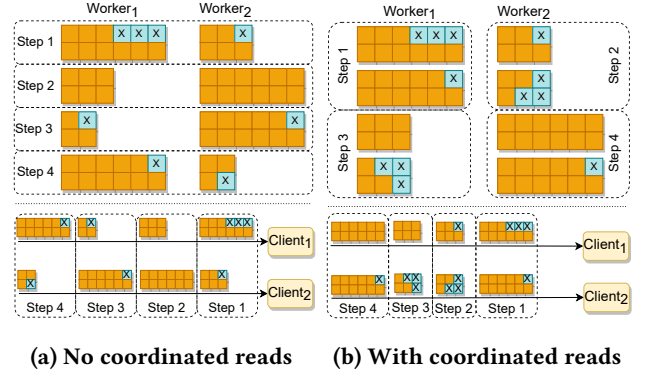 Worker1
Worker2
Step 1
X X X
X
Step 2
Step 3
X
X
Step 4
X
X
X
X
X X X
Client1
X
X
X
Client2
Step 4
Step 3
Step 2
Step 1
(a) No coordinated reads
Worker1
Worker2
Step 1
X X X
X
X
Step 2
X
X X
Step 3
X X
X
Step 4
X
X
X X X
Client1
X
X X
X
X
X X
X
Client2
Step 4
Step 3
Step 2
Step 1
(b) With coordinated reads